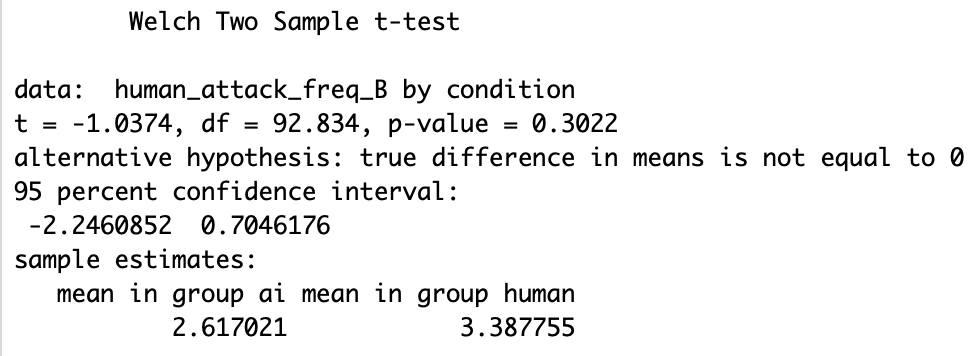 Welch Two Sample t-test
data:  human_attack_freq_B by condition
t = -1.0374, df = 92.834, p-value = 0.3022
alternative hypothesis: true difference in means is not equal to 0
95 percent confidence interval:
-2.2460852  0.7046176
sample estimates:
mean in group ai mean in group human
2.617021 3.387755